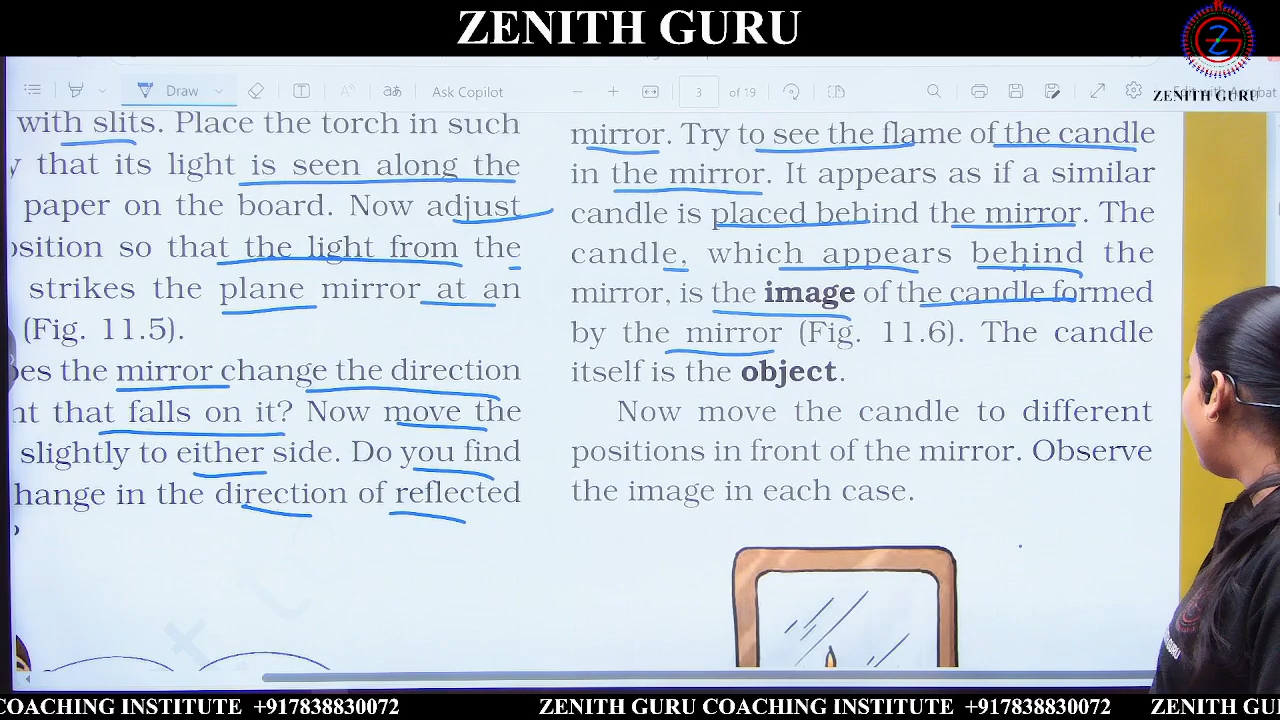 ZENITH GURU
ZENITH GURU
Draw
aあ
Ask Copilot
3
of 19
with slits. Place the torch in such
that its light is seen along the
paper on the board. Now adjust
so that the light from the
strikes the plane mirror at an
(Fig. 11.5).
the mirror change the direction
that falls on it? Now move the
slightly to either side. Do you find
in the direction of reflected
?
mirror. Try to see the flame of the candle
in the mirror. It appears as if a similar
candle is placed behind the mirror. The
candle, which appears behind the
mirror, is the image of the candle formed
by the mirror (Fig. 11.6). The candle
itself is the object.
Now move the candle to different
positions in front of the mirror. Observe
the image in each case.
COACHING INSTITUTE +917838830072 ZENITH GURU COACHING INSTITUTE +917838830072 ZENITH GU